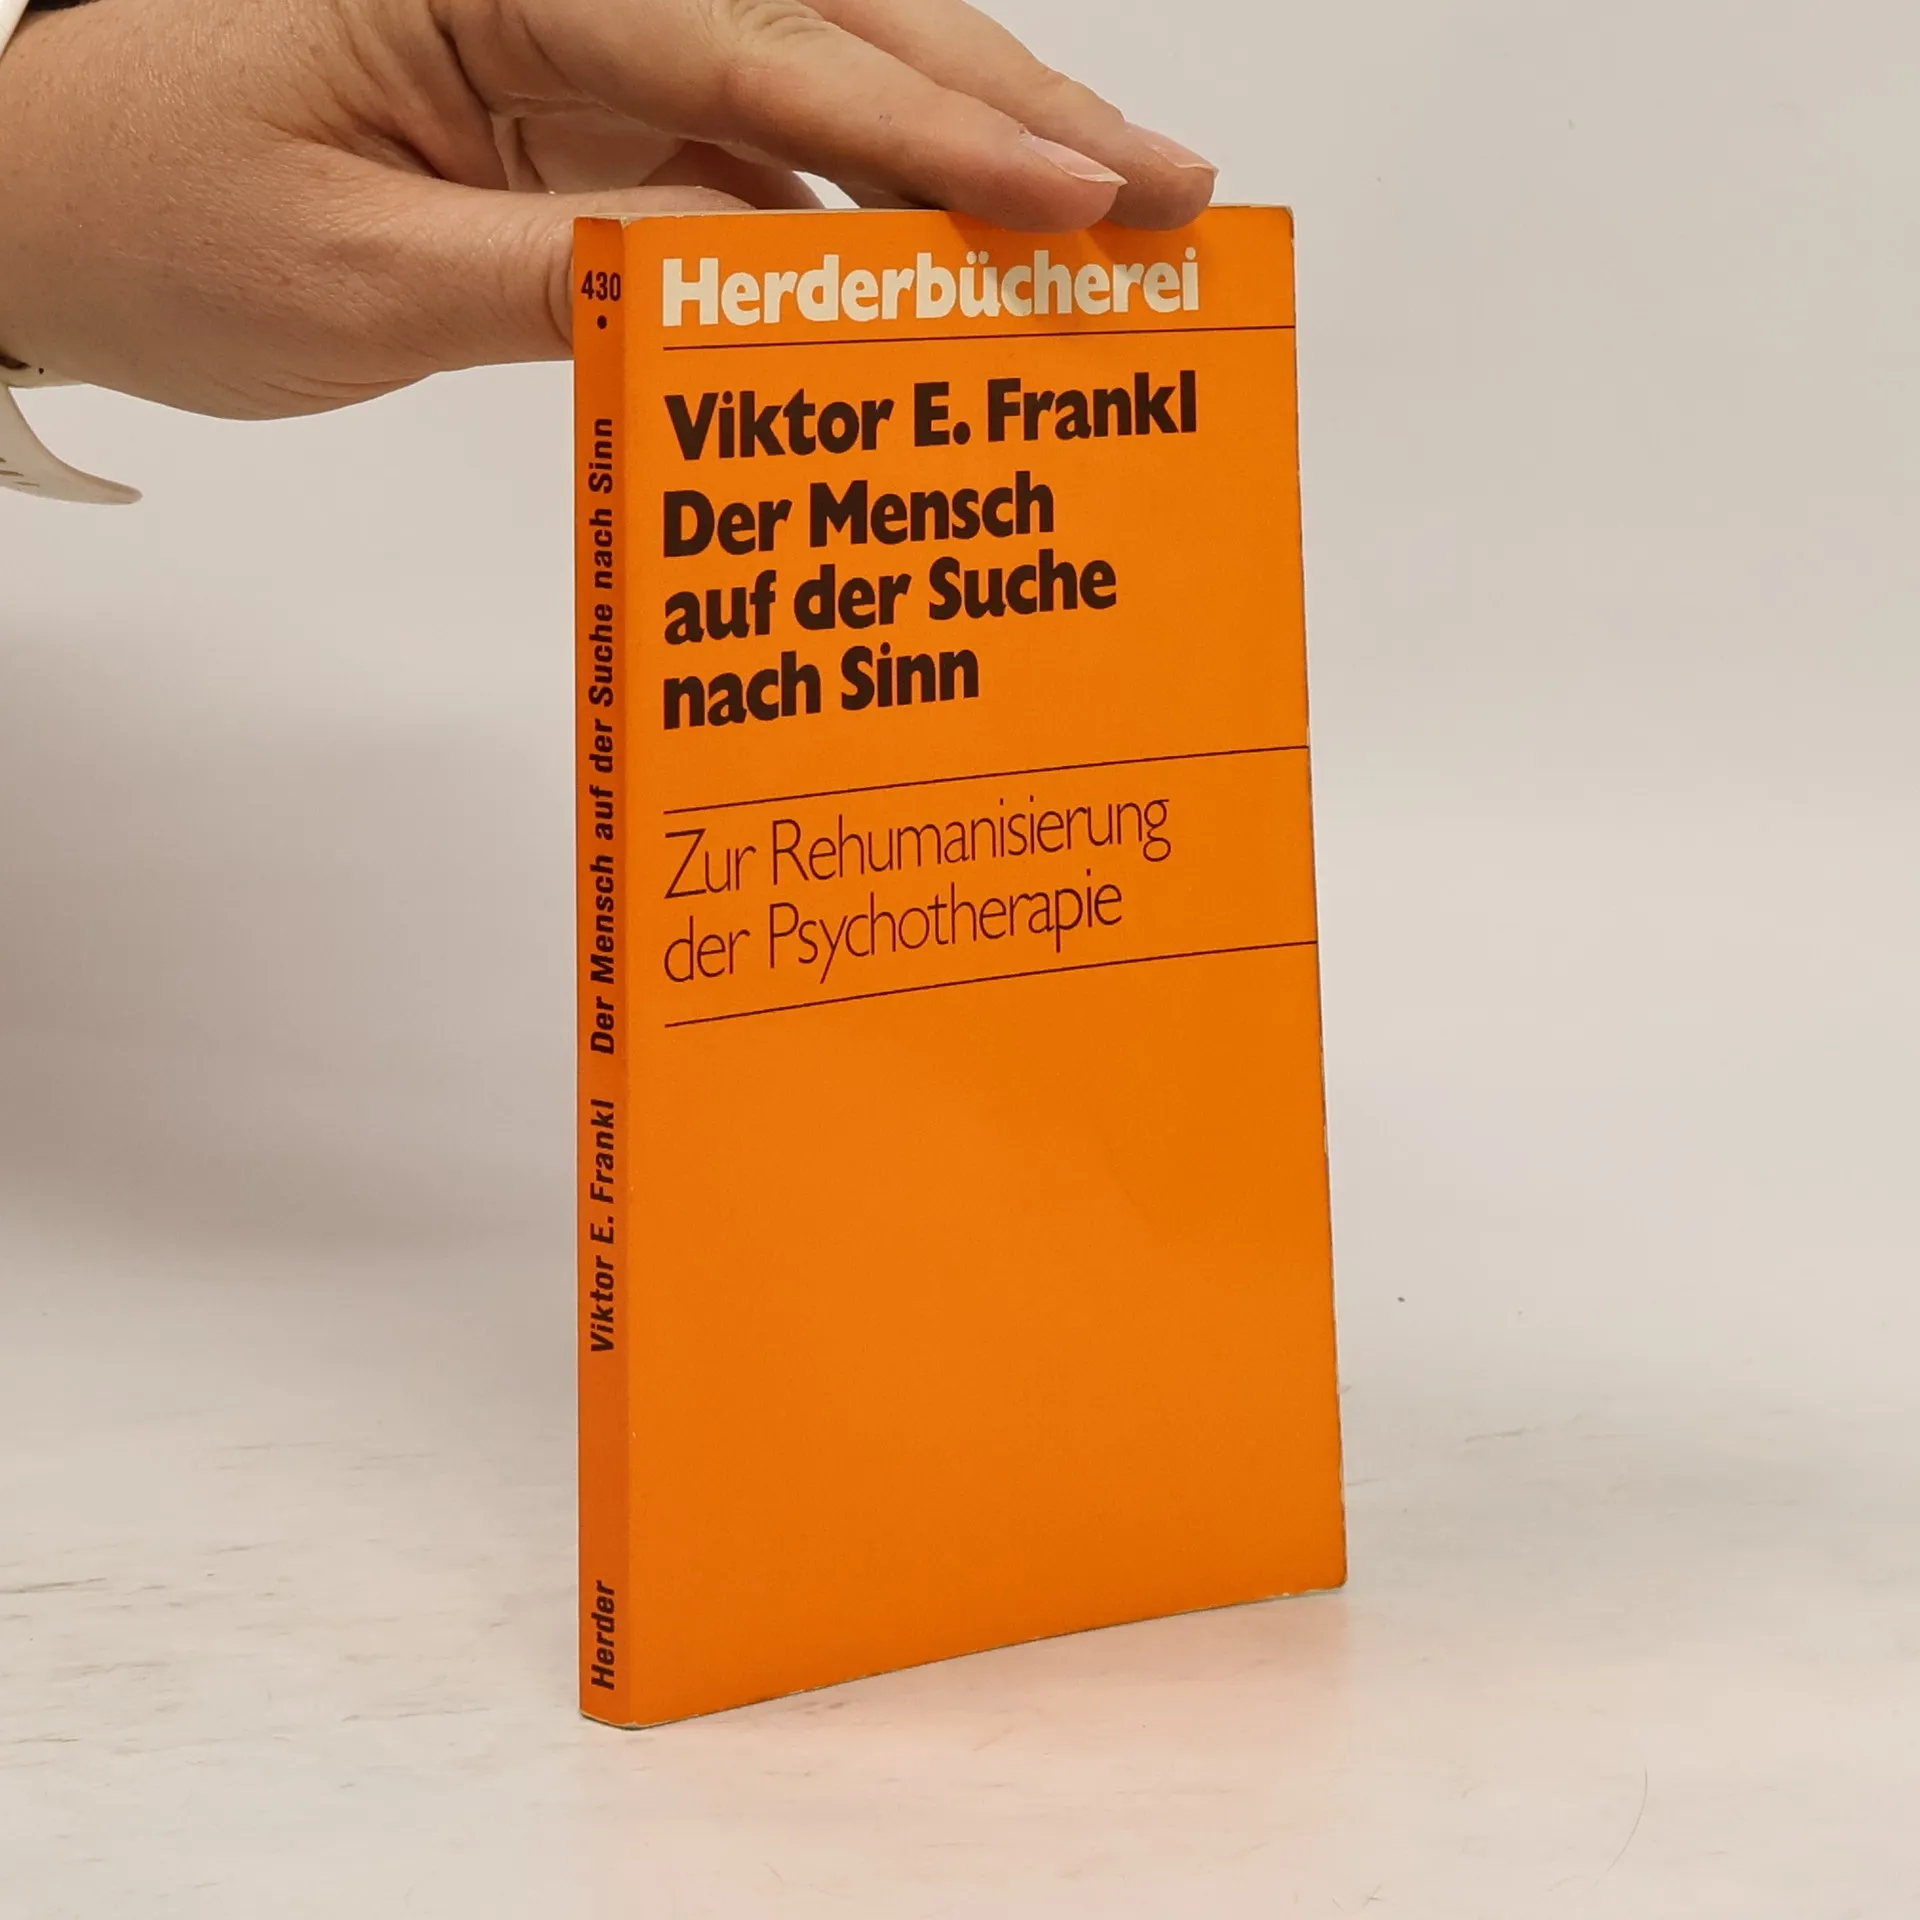 430
Viktor E. Frankl Der Mensch auf der Suche nach Sinn
Herder
Herderbücherei
Viktor E. Frankl
Der Mensch
auf der Suche
nach Sinn
Zur Rehumanisierung
der Psychotherapie